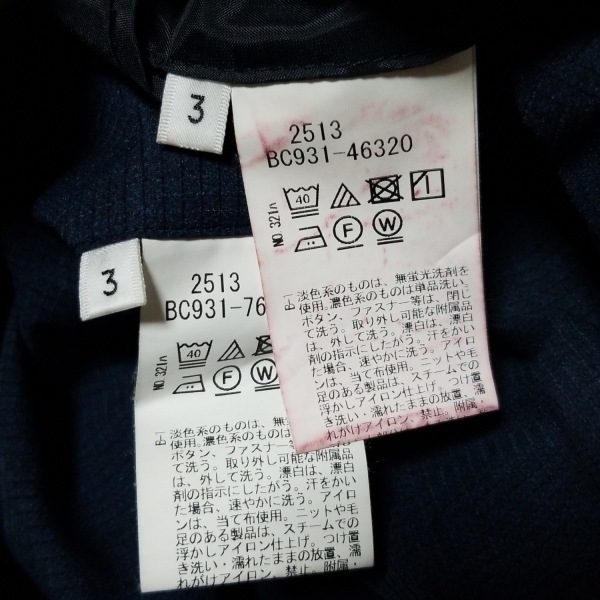 3
2513
BC931-46320
40
1
F
W
NO.321ハ
淡色系のものは、無蛍光洗剤を
使用。濃色系のものは単品洗い。
ボタン、ファスナー等は、閉じ
て洗う。取り外し可能な附属品
は、外して洗う。漂白は、漂白
剤の指示にしたがう。汗をかい
た場合、速やかに洗う。アイロ
ンは、当て布使用。ニットや毛
足のある製品は、スチームでの
浮かしアイロン仕上げ。つけ置
き洗い・濡れたままの放置、濡
れがけアイロン、禁止。附属・
3
2513
BC931-76
40
F
W
NO.321ハ
淡色系のものは、無
使用。濃色系のもの
ボタン、ファスナー
て洗う。取り外し可能な附属品
は、外して洗う。漂白は、漂白
剤の指示にしたがう。汗をかい
た場合、速やかに洗う。アイロ
ンは、当て布使用。ニットや毛
足のある製品は、スチームでの
浮かしアイロン仕上げ。つけ置
き洗い・濡れたままの放置、濡
れがけアイロン、禁止。附属・